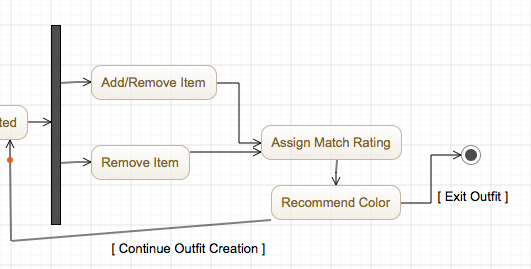 Add/Remove Item
ted
Assign Match Rating
Remove Item
Recommend Color
[ Exit Outfit ]
[ Continue Outfit Creation ]